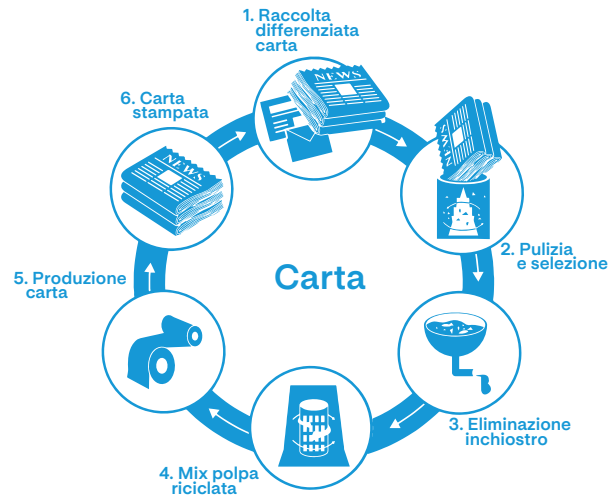 1. Raccolta
differenziata
carta
NEWS
NEWS
2. Pulizia
e selezione
3. Eliminazione
inchiostro
4. Mix polpa
riciclata
5. Produzione
carta
6. Carta
stampata
NEWS
Carta